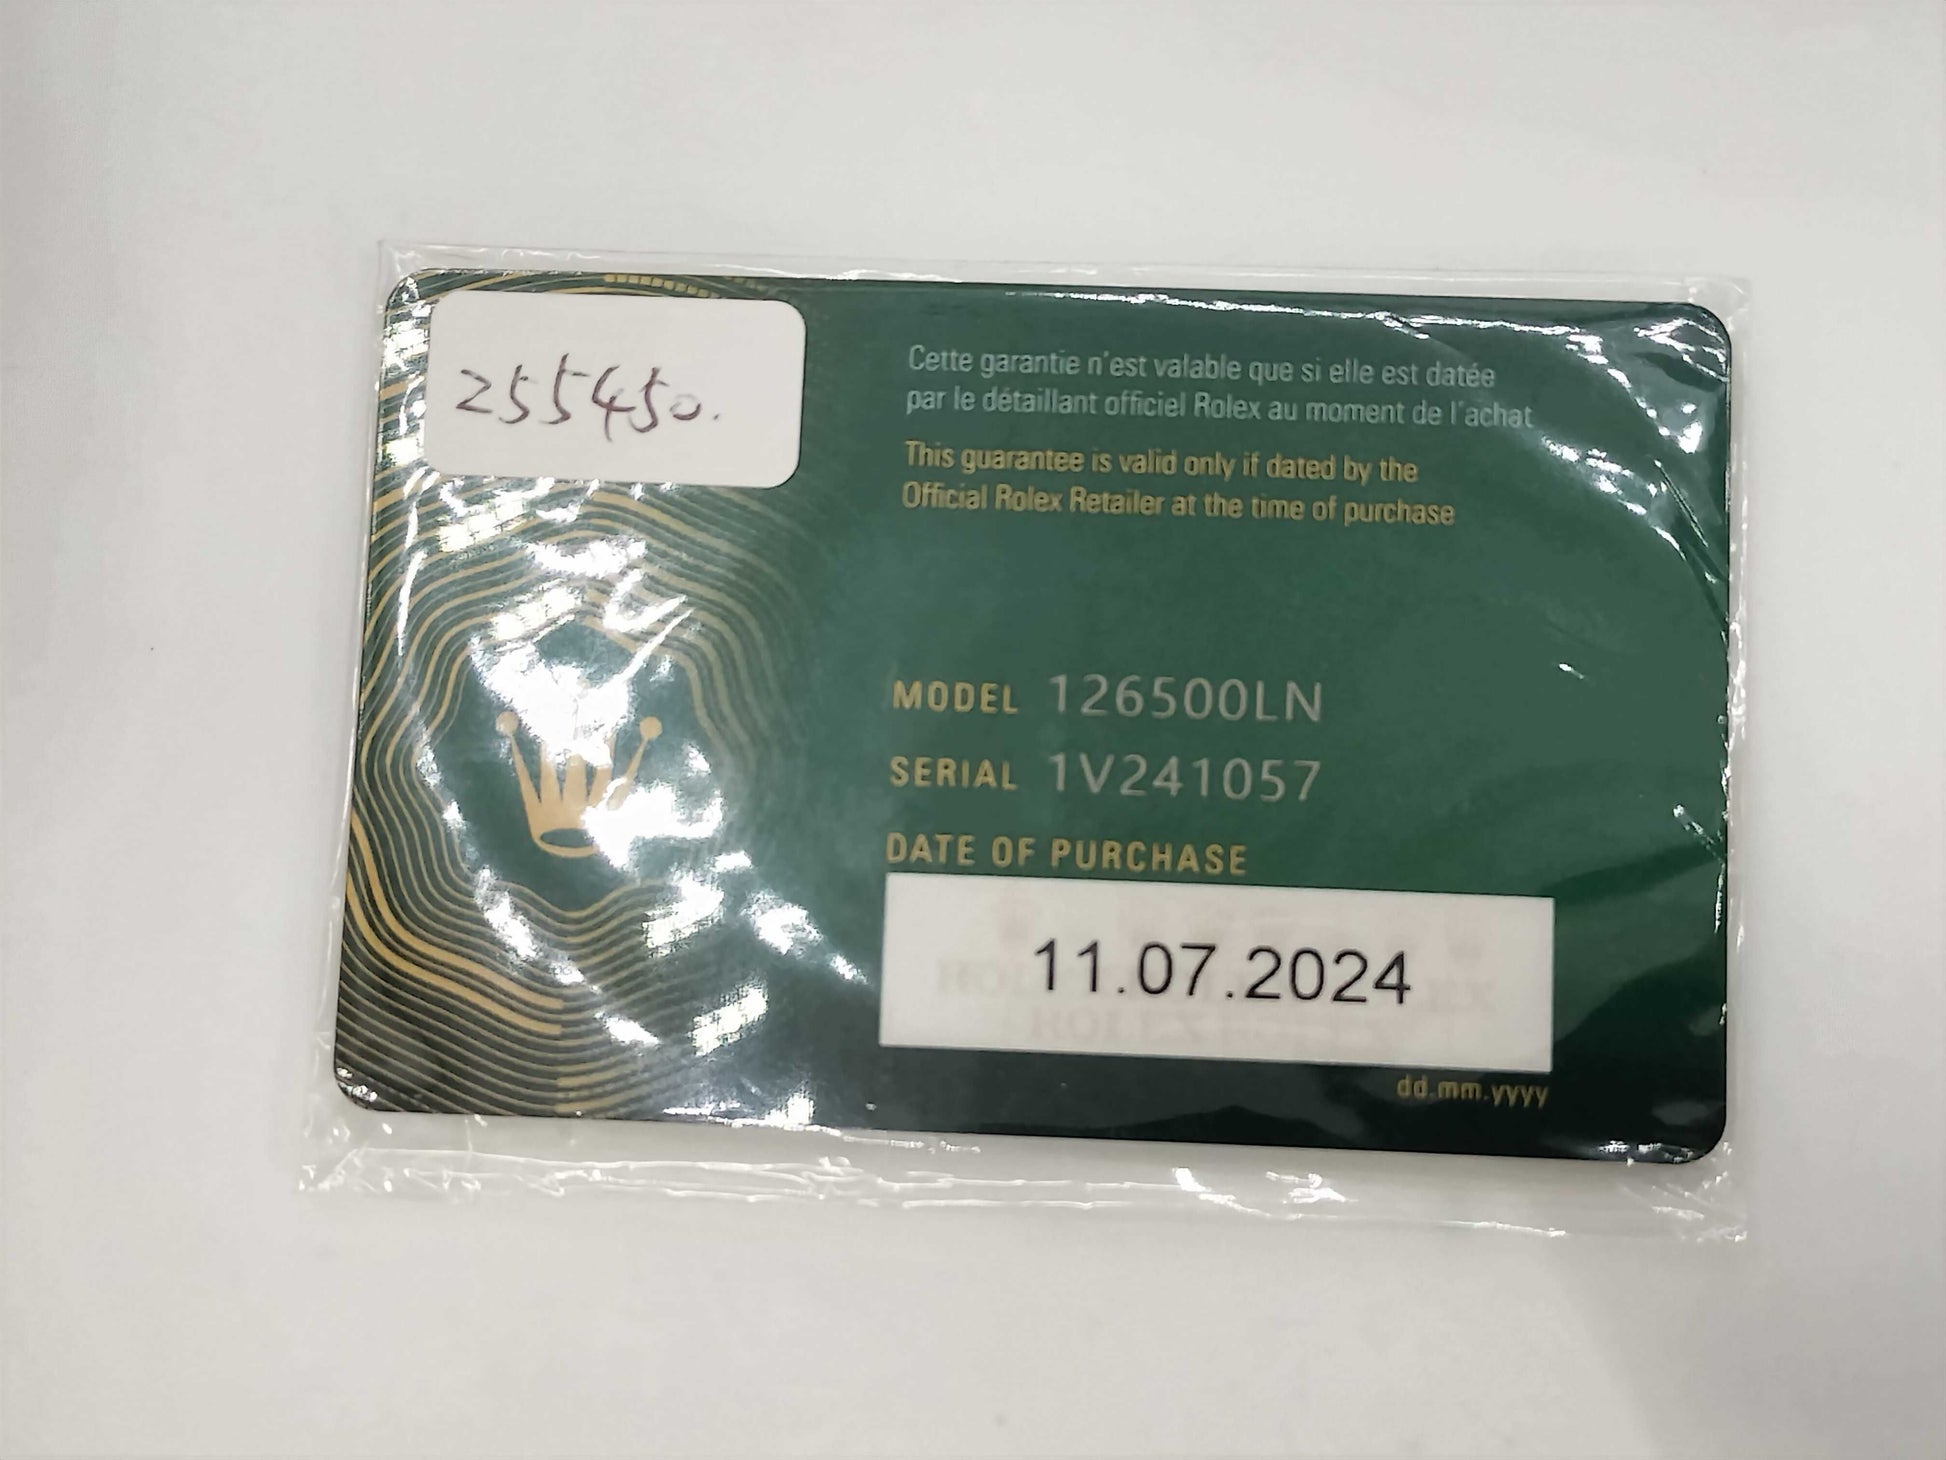 255450.
Cette garantie n'est valable que si elle est datée
par le détaillant officiel Rolex au moment de l'achat
This guarantee is valid only if dated by the
Official Rolex Retailer at the time of purchase
MODEL 126500LN
SERIAL 1V241057
DATE OF PURCHASE
11.07.2024
ROLEX
dd.mm.yyyy